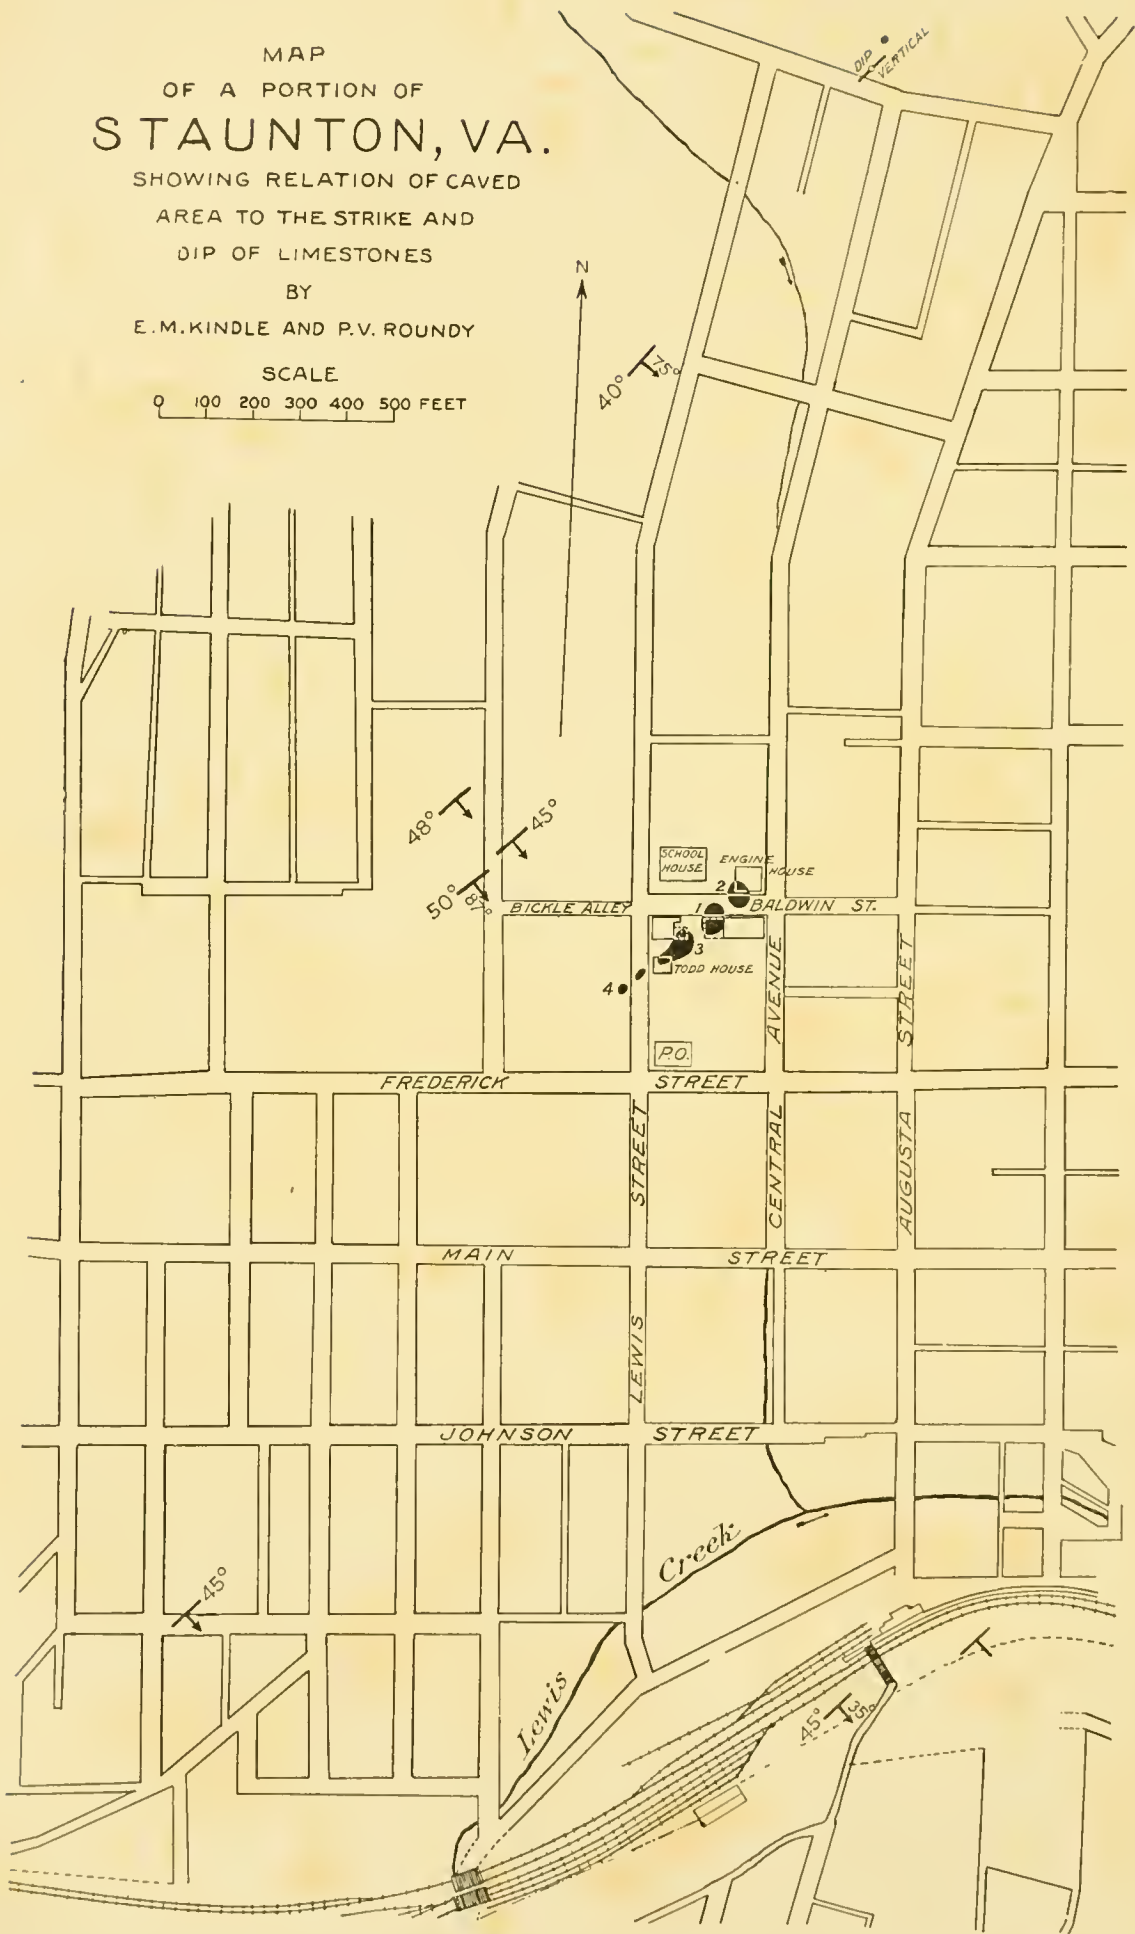 MAP
OF A PORTION OF
STAUNTON, VA.
SHOWING RELATION OF CAVED
AREA TO THE STRIKE AND
DIP OF LIMESTONES
BY
E.M.KINDLE AND P.V. ROUNDY
SCALE
0 100 200 300 400 500 FEET
DIP
VERTICAL
N
40° 75°
48°
45°
50° 87°
SCHOOL
HOUSE
ENGINE
HOUSE
2
1
BICKLE ALLEY
BALDWIN ST.
3
TODD HOUSE
4
P.O.
AVENUE
STREET
FREDERICK STREET
STREET
CENTRAL
AUGUSTA
MAIN STREET
LEWIS
JOHNSON STREET
Creek
45°
Lewis
45° 35°